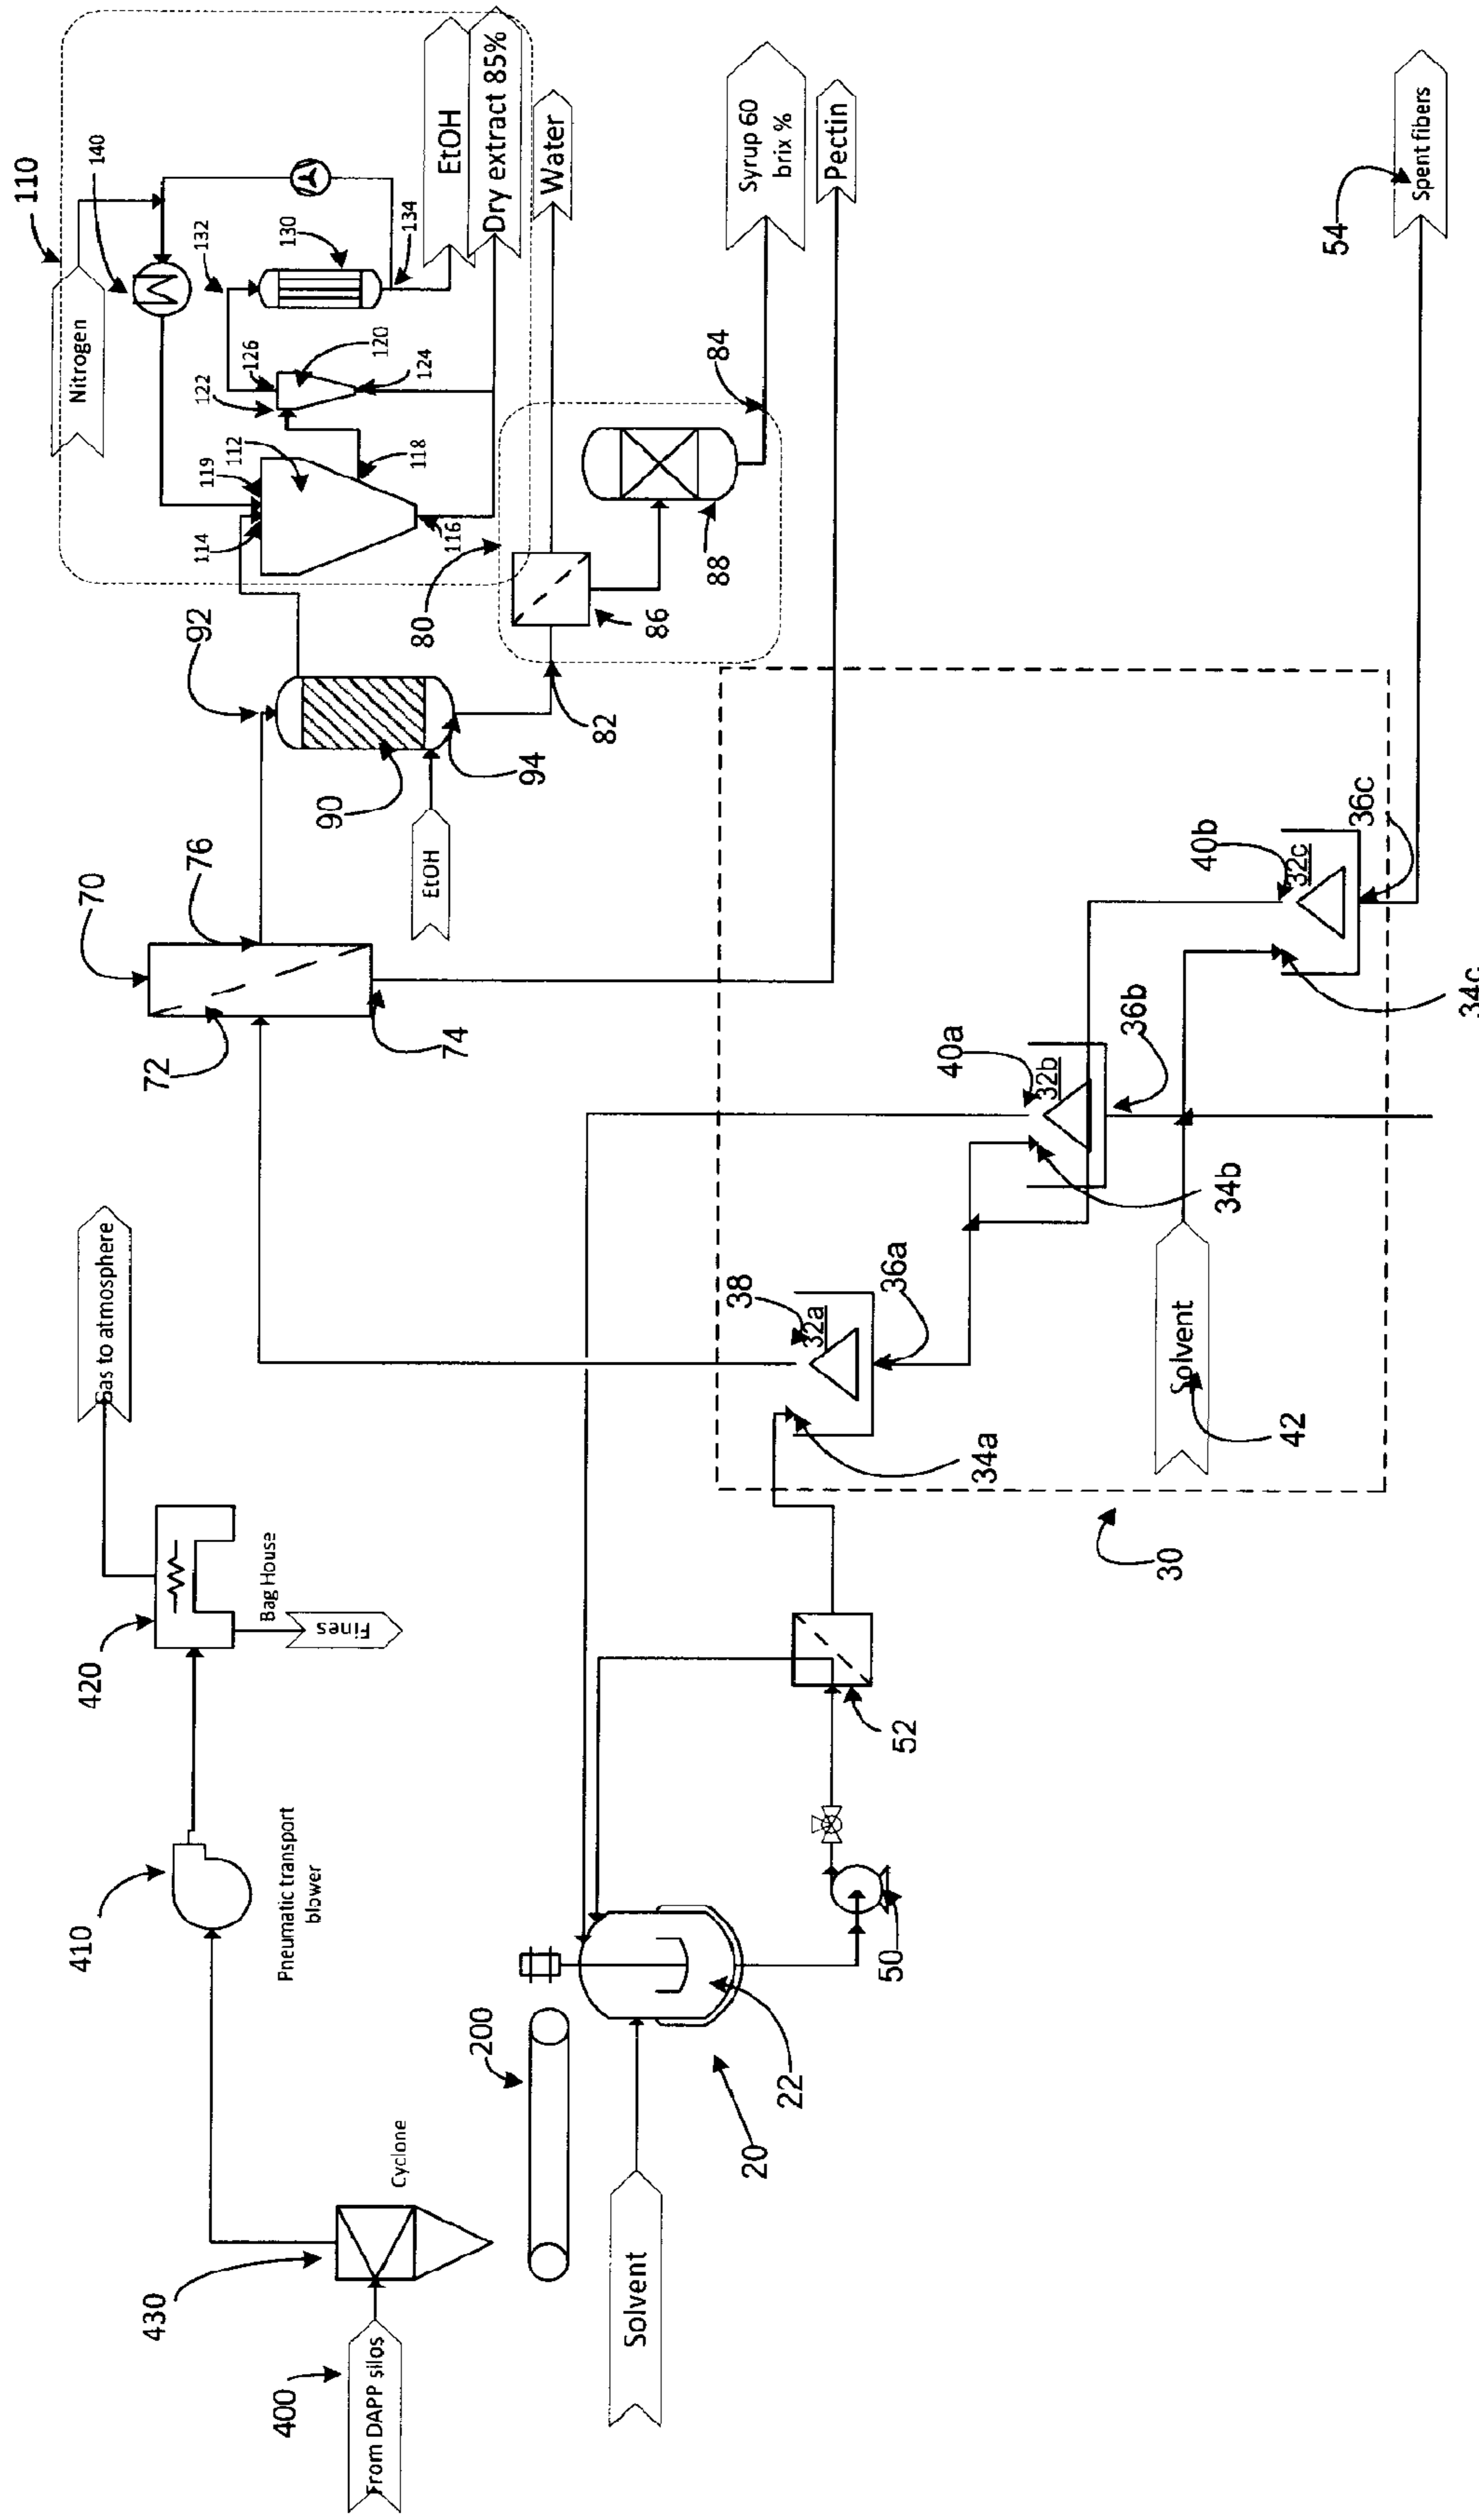 110
Nitrogen
140
EtOH
Dry extract 85%
132
130
134
126
122
120
124
119
112
114
118
116
Water
Syrup 60
brix %
Pectin
84
80
86
88
92
82
94
90
EtOH
54
Spent fibers
70
76
72
74
40b
32c
36c
34c
40a
32b
36b
34b
Gas to atmosphere
38
32a
36a
34a
Solvent
42
30
420
Bag House
Fines
52
410
Pneumatic transport
blower
50
200
22
20
Cyclone
430
Solvent
400
From DAPP silos